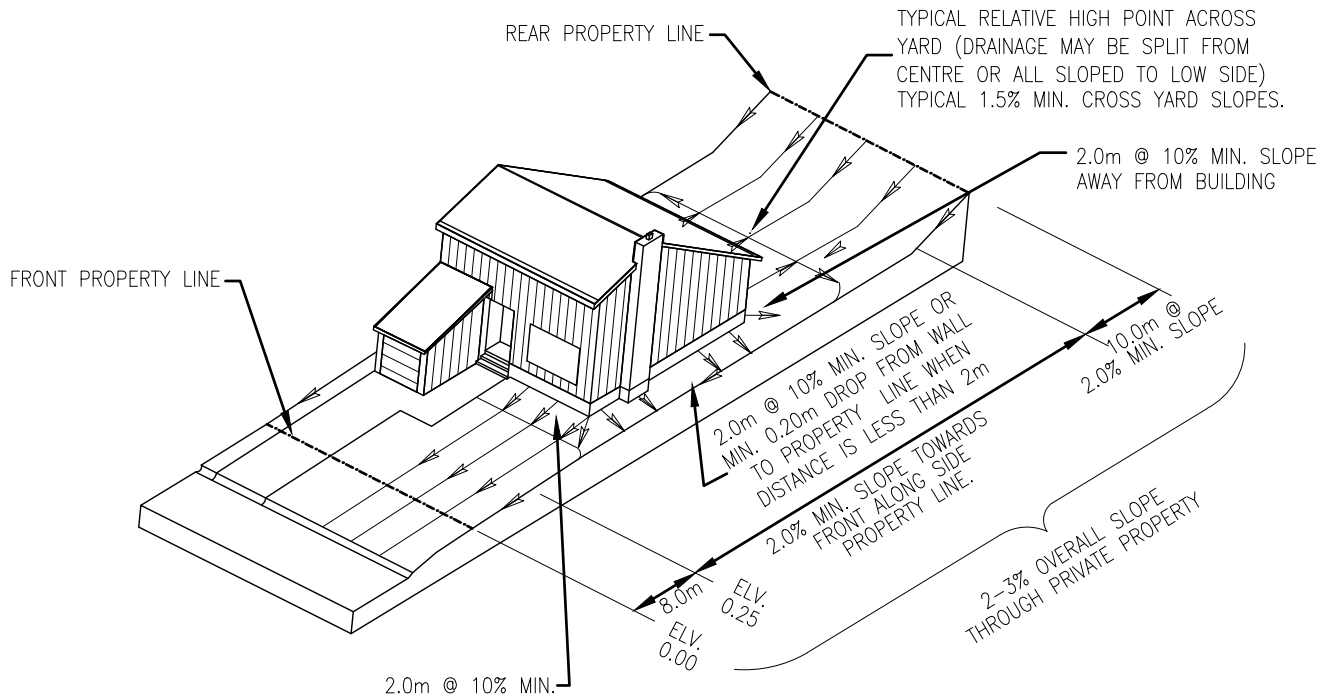 REAR PROPERTY LINE
TYPICAL RELATIVE HIGH POINT ACROSS
YARD (DRAINAGE MAY BE SPLIT FROM
CENTRE OR ALL SLOPED TO LOW SIDE)
TYPICAL 1.5% MIN. CROSS YARD SLOPES.
2.0m @ 10% MIN. SLOPE
AWAY FROM BUILDING
FRONT PROPERTY LINE
10.0m @
2.0% MIN. SLOPE
2.0m @ 10% MIN. SLOPE OR
MIN. 0.20m DROP FROM WALL
TO PROPERTY LINE WHEN
DISTANCE IS LESS THAN 2m
2.0% MIN. SLOPE TOWARDS
FRONT ALONG SIDE
PROPERTY LINE.
2-3% OVERALL SLOPE
THROUGH PRIVATE PROPERTY
8.0m
ELV.
0.25
ELV.
0.00
2.0m @ 10% MIN.